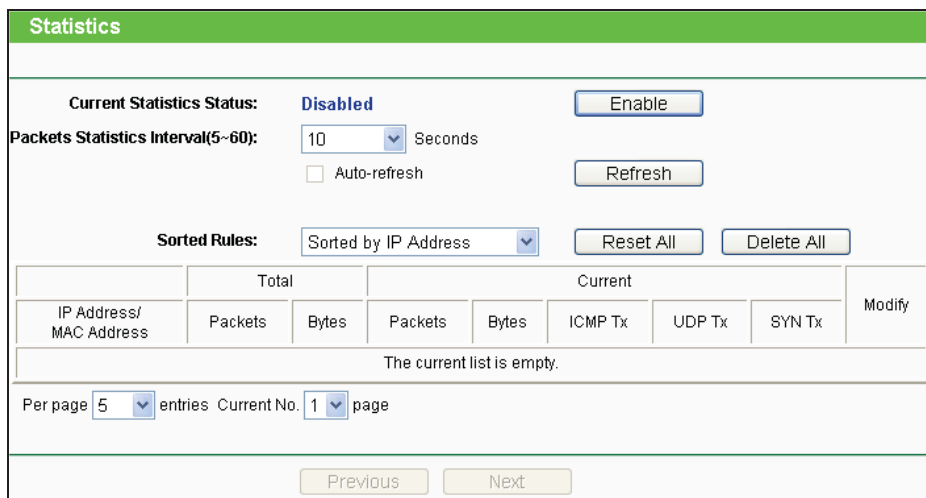 Statistics
Current Statistics Status: Disabled Enable
Packets Statistics Interval(5~60): 10 Seconds
Auto-refresh Refresh
Sorted Rules: Sorted by IP Address Reset All Delete All
Total Current Modify
IP Address/
MAC Address Packets Bytes Packets Bytes ICMP Tx UDP Tx SYN Tx
The current list is empty.
Per page 5 entries Current No. 1 page
Previous Next